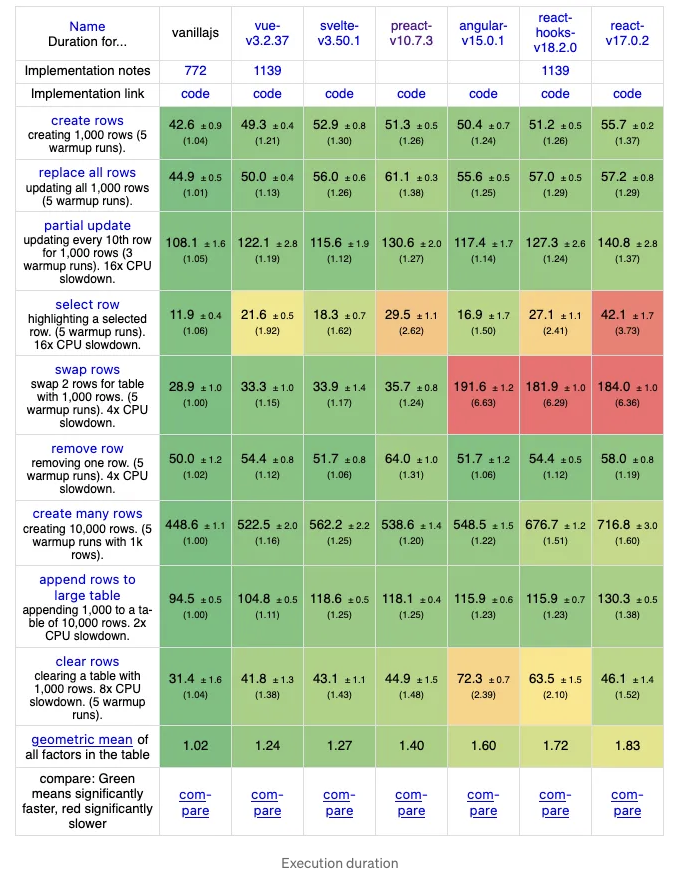 Name
Duration for...
vanillajs
vue-
v3.2.37
svelte-
v3.50.1
preact-
v10.7.3
angular-
v15.0.1
react-
hooks-
v18.2.0
react-
v17.0.2
Implementation notes 772 1139 1139
Implementation link code code code code code code code
create rows
creating 1,000 rows (5
warmup runs).
42.6 ± 0.9 49.3 ± 0.4 52.9 ± 0.8 51.3 ± 0.5 50.4 ± 0.7 51.2 ± 0.5 55.7 ± 0.2
(1.04) (1.21) (1.30) (1.26) (1.24) (1.26) (1.37)
replace all rows
updating all 1,000 rows
(5 warmup runs).
44.9 ± 0.5 50.0 ± 0.4 56.0 ± 0.6 61.1 ± 0.3 55.6 ± 0.5 57.0 ± 0.5 57.2 ± 0.8
(1.01) (1.13) (1.26) (1.38) (1.25) (1.29) (1.29)
partial update
updating every 10th row
for 1,000 rows (3
warmup runs). 16x CPU
slowdown.
108.1 ± 1.6 122.1 ± 2.8 115.6 ± 1.9 130.6 ± 2.0 117.4 ± 1.7 127.3 ± 2.6 140.8 ± 2.8
(1.05) (1.19) (1.12) (1.27) (1.14) (1.24) (1.37)
select row
highlighting a selected
row. (5 warmup runs).
16x CPU slowdown.
11.9 ± 0.4 21.6 ± 0.5 18.3 ± 0.7 29.5 ± 1.1 16.9 ± 1.7 27.1 ± 1.1 42.1 ± 1.7
(1.06) (1.92) (1.62) (2.62) (1.50) (2.41) (3.73)
swap rows
swap 2 rows for table
with 1,000 rows. (5
warmup runs). 4x CPU
slowdown.
28.9 ± 1.0 33.3 ± 1.0 33.9 ± 1.4 35.7 ± 0.8 191.6 ± 1.2 181.9 ± 1.0 184.0 ± 1.0
(1.00) (1.15) (1.17) (1.24) (6.63) (6.29) (6.36)
remove row
removing one row. (5
warmup runs). 4x CPU
slowdown.
50.0 ± 1.2 54.4 ± 0.8 51.7 ± 0.8 64.0 ± 1.0 51.7 ± 1.2 54.4 ± 0.5 58.0 ± 0.8
(1.02) (1.12) (1.06) (1.31) (1.06) (1.12) (1.19)
create many rows
creating 10,000 rows. (5
warmup runs with 1k
rows).
448.6 ± 1.1 522.5 ± 2.0 562.2 ± 2.2 538.6 ± 1.4 548.5 ± 1.5 676.7 ± 1.2 716.8 ± 3.0
(1.00) (1.16) (1.25) (1.20) (1.22) (1.51) (1.60)
append rows to
large table
appending 1,000 to a ta-
ble of 10,000 rows. 2x
CPU slowdown.
94.5 ± 0.5 104.8 ± 0.5 118.6 ± 0.5 118.1 ± 0.4 115.9 ± 0.6 115.9 ± 0.7 130.3 ± 0.5
(1.00) (1.11) (1.25) (1.25) (1.23) (1.23) (1.38)
clear rows
clearing a table with
1,000 rows. 8x CPU
slowdown. (5 warmup
runs).
31.4 ± 1.6 41.8 ± 1.3 43.1 ± 1.1 44.9 ± 1.5 72.3 ± 0.7 63.5 ± 1.5 46.1 ± 1.4
(1.04) (1.38) (1.43) (1.48) (2.39) (2.10) (1.52)
geometric mean of
all factors in the table
1.02 1.24 1.27 1.40 1.60 1.72 1.83
compare: Green
means significantly
faster, red significantly
slower
com- com- com- com- com- com- com-
pare pare pare pare pare pare pare
Execution duration